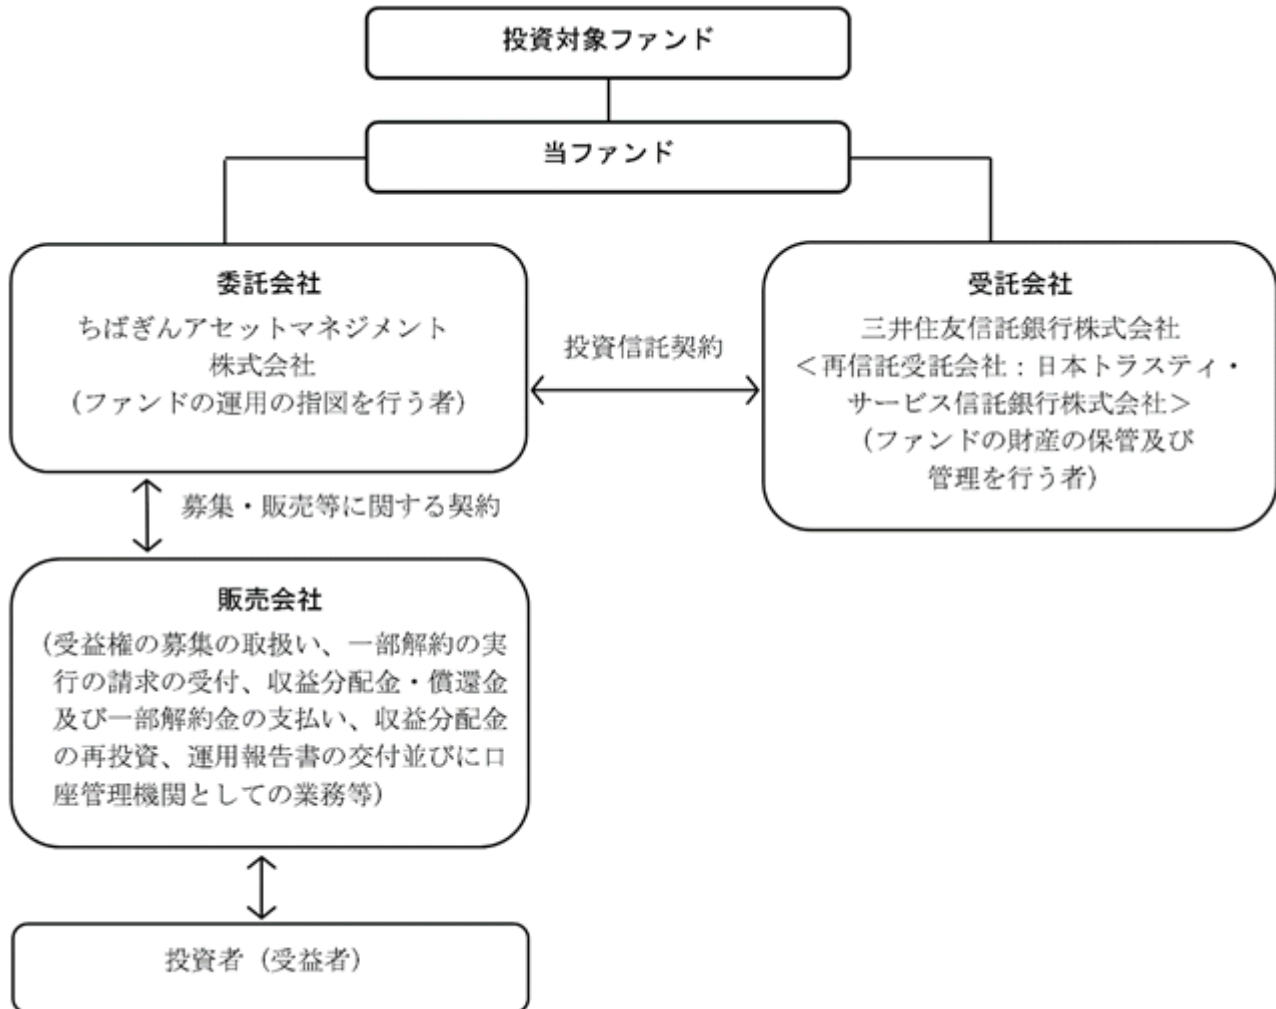 投資対象ファンド
当ファンド
委託会社
ちばぎんアセットマネジメント
株式会社
（ファンドの運用の指図を行う者）
投資信託契約
受託会社
三井住友信託銀行株式会社
＜再信託受託会社：日本トラスティ・
サービス信託銀行株式会社＞
（ファンドの財産の保管及び
管理を行う者）
募集・販売等に関する契約
販売会社
（受益権の募集の取扱い、一部解約の実
行の請求の受付、収益分配金・償還金
及び一部解約金の支払い、収益分配金
の再投資、運用報告書の交付並びに口
座管理機関としての業務等）
投資者（受益者）